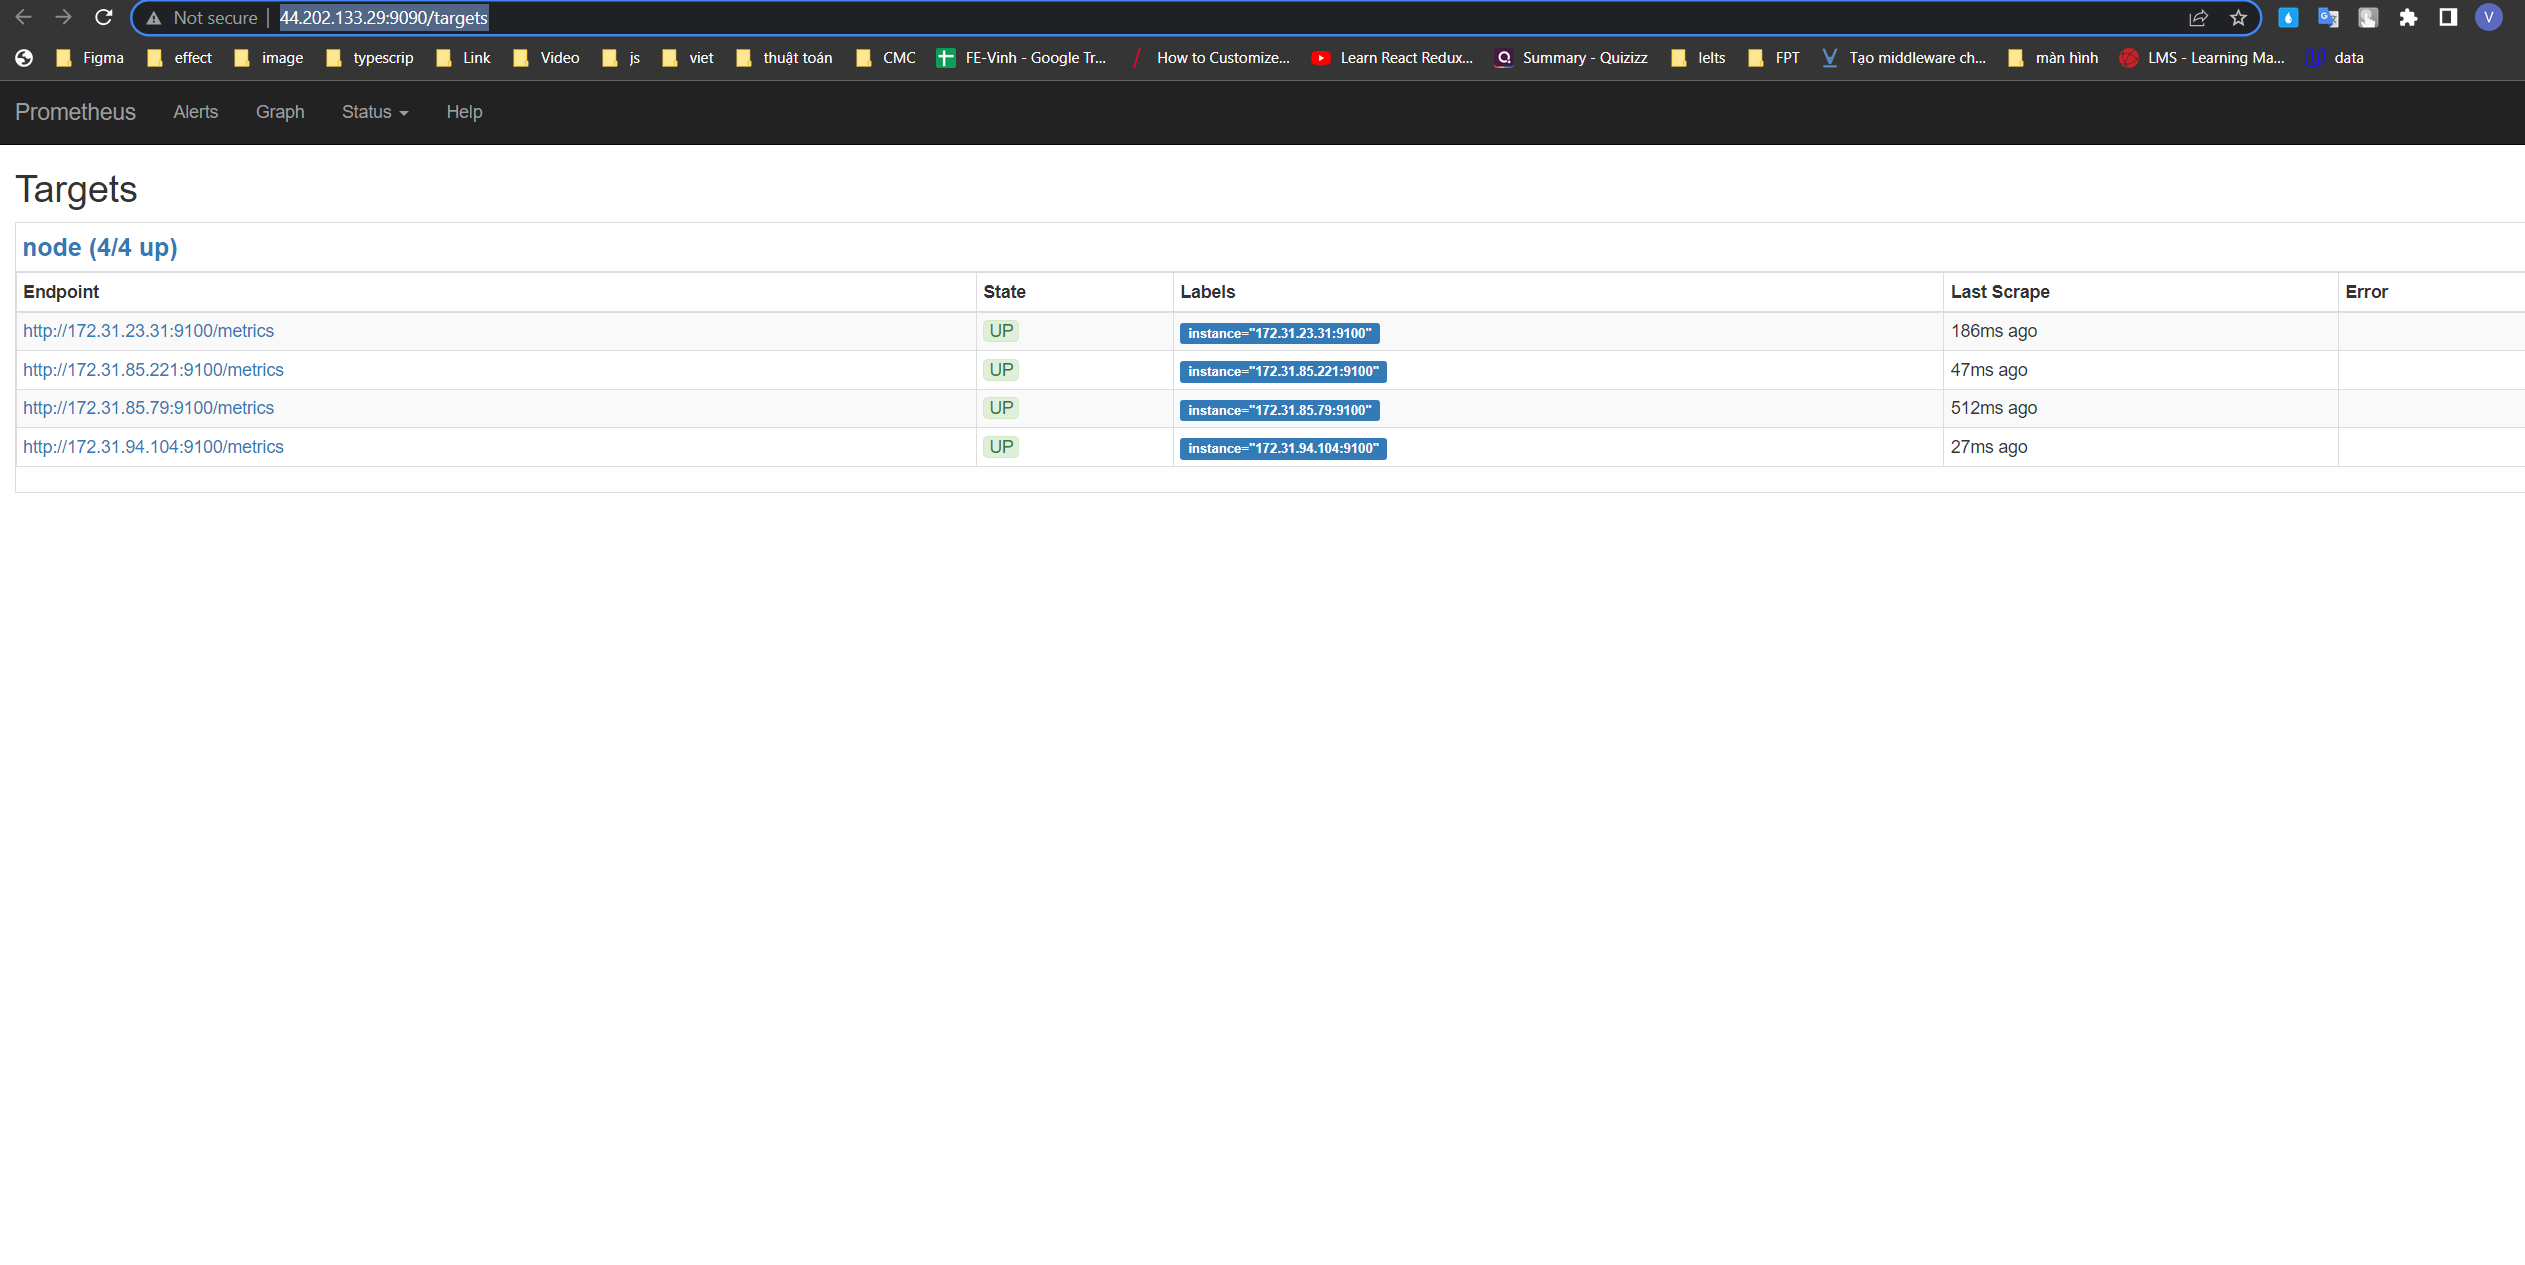 Not secure | 44.202.133.29:9090/targets V
Figma effect image typescrip Link Video js viet thuật toán CMC FE-Vinh - Google Tr... How to Customize... Learn React Redux... Summary - Quizizz Ielts FPT Tạo middleware ch... màn hình LMS - Learning Ma... data
Prometheus Alerts Graph Status Help
Targets
node (4/4 up)
Endpoint State Labels Last Scrape Error
http://172.31.23.31:9100/metrics UP instance="172.31.23.31:9100" 186ms ago
http://172.31.85.221:9100/metrics UP instance="172.31.85.221:9100" 47ms ago
http://172.31.85.79:9100/metrics UP instance="172.31.85.79:9100" 512ms ago
http://172.31.94.104:9100/metrics UP instance="172.31.94.104:9100" 27ms ago